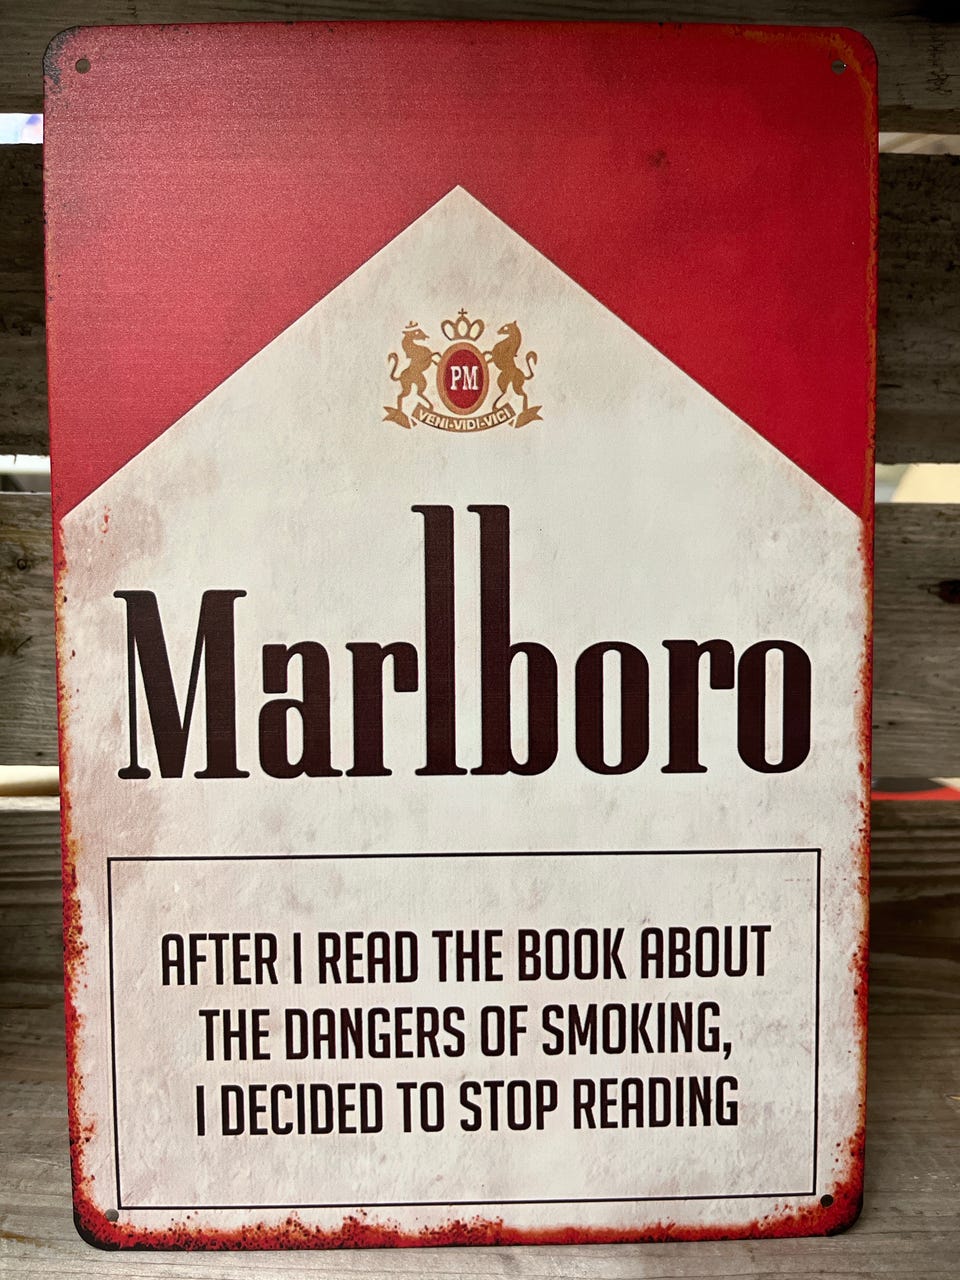 PM
VENI-VIDI-VICI
Marlboro
AFTER I READ THE BOOK ABOUT
THE DANGERS OF SMOKING,
I DECIDED TO STOP READING